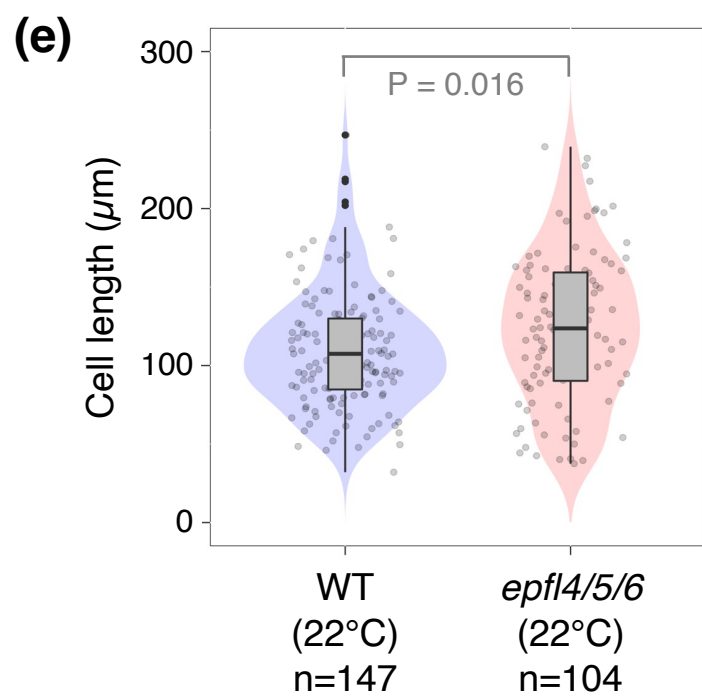 (e)
300
P = 0.016
200
Cell length (µm)
100
0
WT epfl4/5/6
(22°C) (22°C)
n=147 n=104